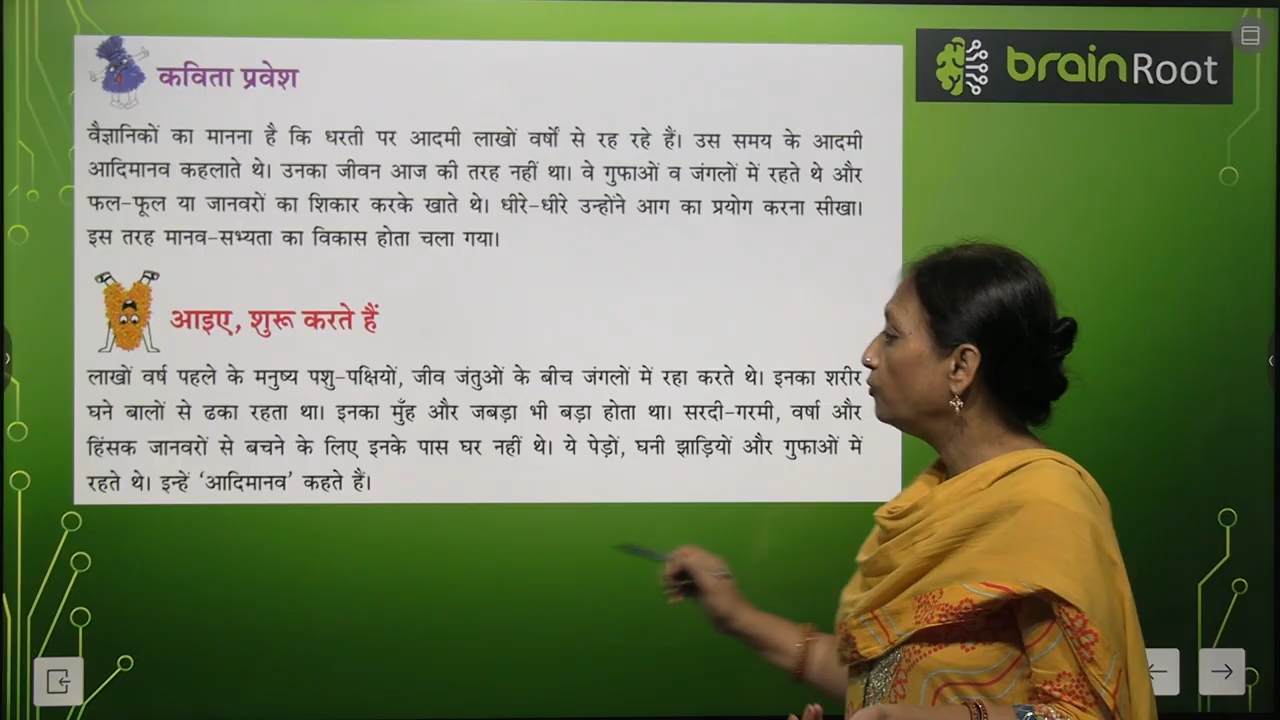 brainRoot
कविता प्रवेश
वैज्ञानिकों का मानना है कि धरती पर आदमी लाखों वर्षों से रह रहे हैं। उस समय के आदमी
आदिमानव कहलाते थे। उनका जीवन आज की तरह नहीं था। वे गुफाओं व जंगलों में रहते थे और
फल-फूल या जानवरों का शिकार करके खाते थे। धीरे-धीरे उन्होंने आग का प्रयोग करना सीखा।
इस तरह मानव-सभ्यता का विकास होता चला गया।
आइए, शुरू करते हैं
लाखों वर्ष पहले के मनुष्य पशु-पक्षियों, जीव जंतुओं के बीच जंगलों में रहा करते थे। इनका शरीर
घने बालों से ढका रहता था। इनका मुँह और जबड़ा भी बड़ा होता था। सरदी-गरमी, वर्षा और
हिंसक जानवरों से बचने के लिए इनके पास घर नहीं थे। ये पेड़ों, घनी झाड़ियों और गुफाओं में
रहते थे। इन्हें ‘आदिमानव’ कहते हैं।